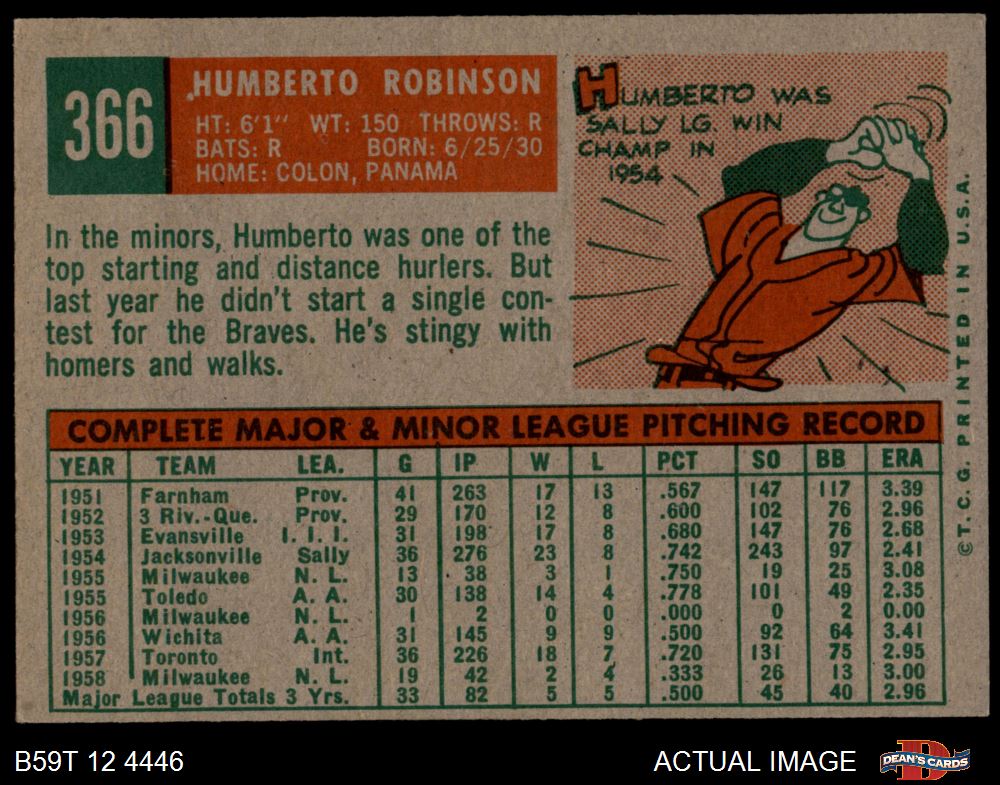 366
HUMBERTO ROBINSON
HT: 6'1" WT: 150 THROWS: R
BATS: R BORN: 6/25/30
HOME: COLON, PANAMA
HUMBERTO WAS
SALLY LG. WIN
CHAMP IN
1954
In the minors, Humberto was one of the
top starting and distance hurlers. But
last year he didn't start a single con-
test for the Braves. He's stingy with
homers and walks.
COMPLETE MAJOR & MINOR LEAGUE PITCHING RECORD
YEAR TEAM LEA. G IP W L PCT SO BB ERA
1951 Farnham Prov. 41 263 17 13 .567 147 117 3.39
1952 3 Riv.-Que. Prov. 29 170 12 8 .600 102 76 2.96
1953 Evansville I. I. I. 31 198 17 8 .680 147 76 2.68
1954 Jacksonville Sally 36 276 23 8 .742 243 97 2.41
1955 Milwaukee N. L. 13 38 3 1 .750 19 25 3.08
1955 Toledo A. A. 30 138 14 4 .778 101 49 2.35
1956 Milwaukee N. L. 1 2 0 0 .000 0 2 0.00
1956 Wichita A. A. 31 145 9 9 .500 92 64 3.41
1957 Toronto Int. 36 226 18 7 .720 131 75 2.95
1958 Milwaukee N. L. 19 42 2 4 .333 26 13 3.00
Major League Totals 3 Yrs. 33 82 5 5 .500 45 40 2.96
©T.C.G. PRINTED IN U.S.A.
B59T 12 4446
ACTUAL IMAGE
D
DEAN'S CARDS